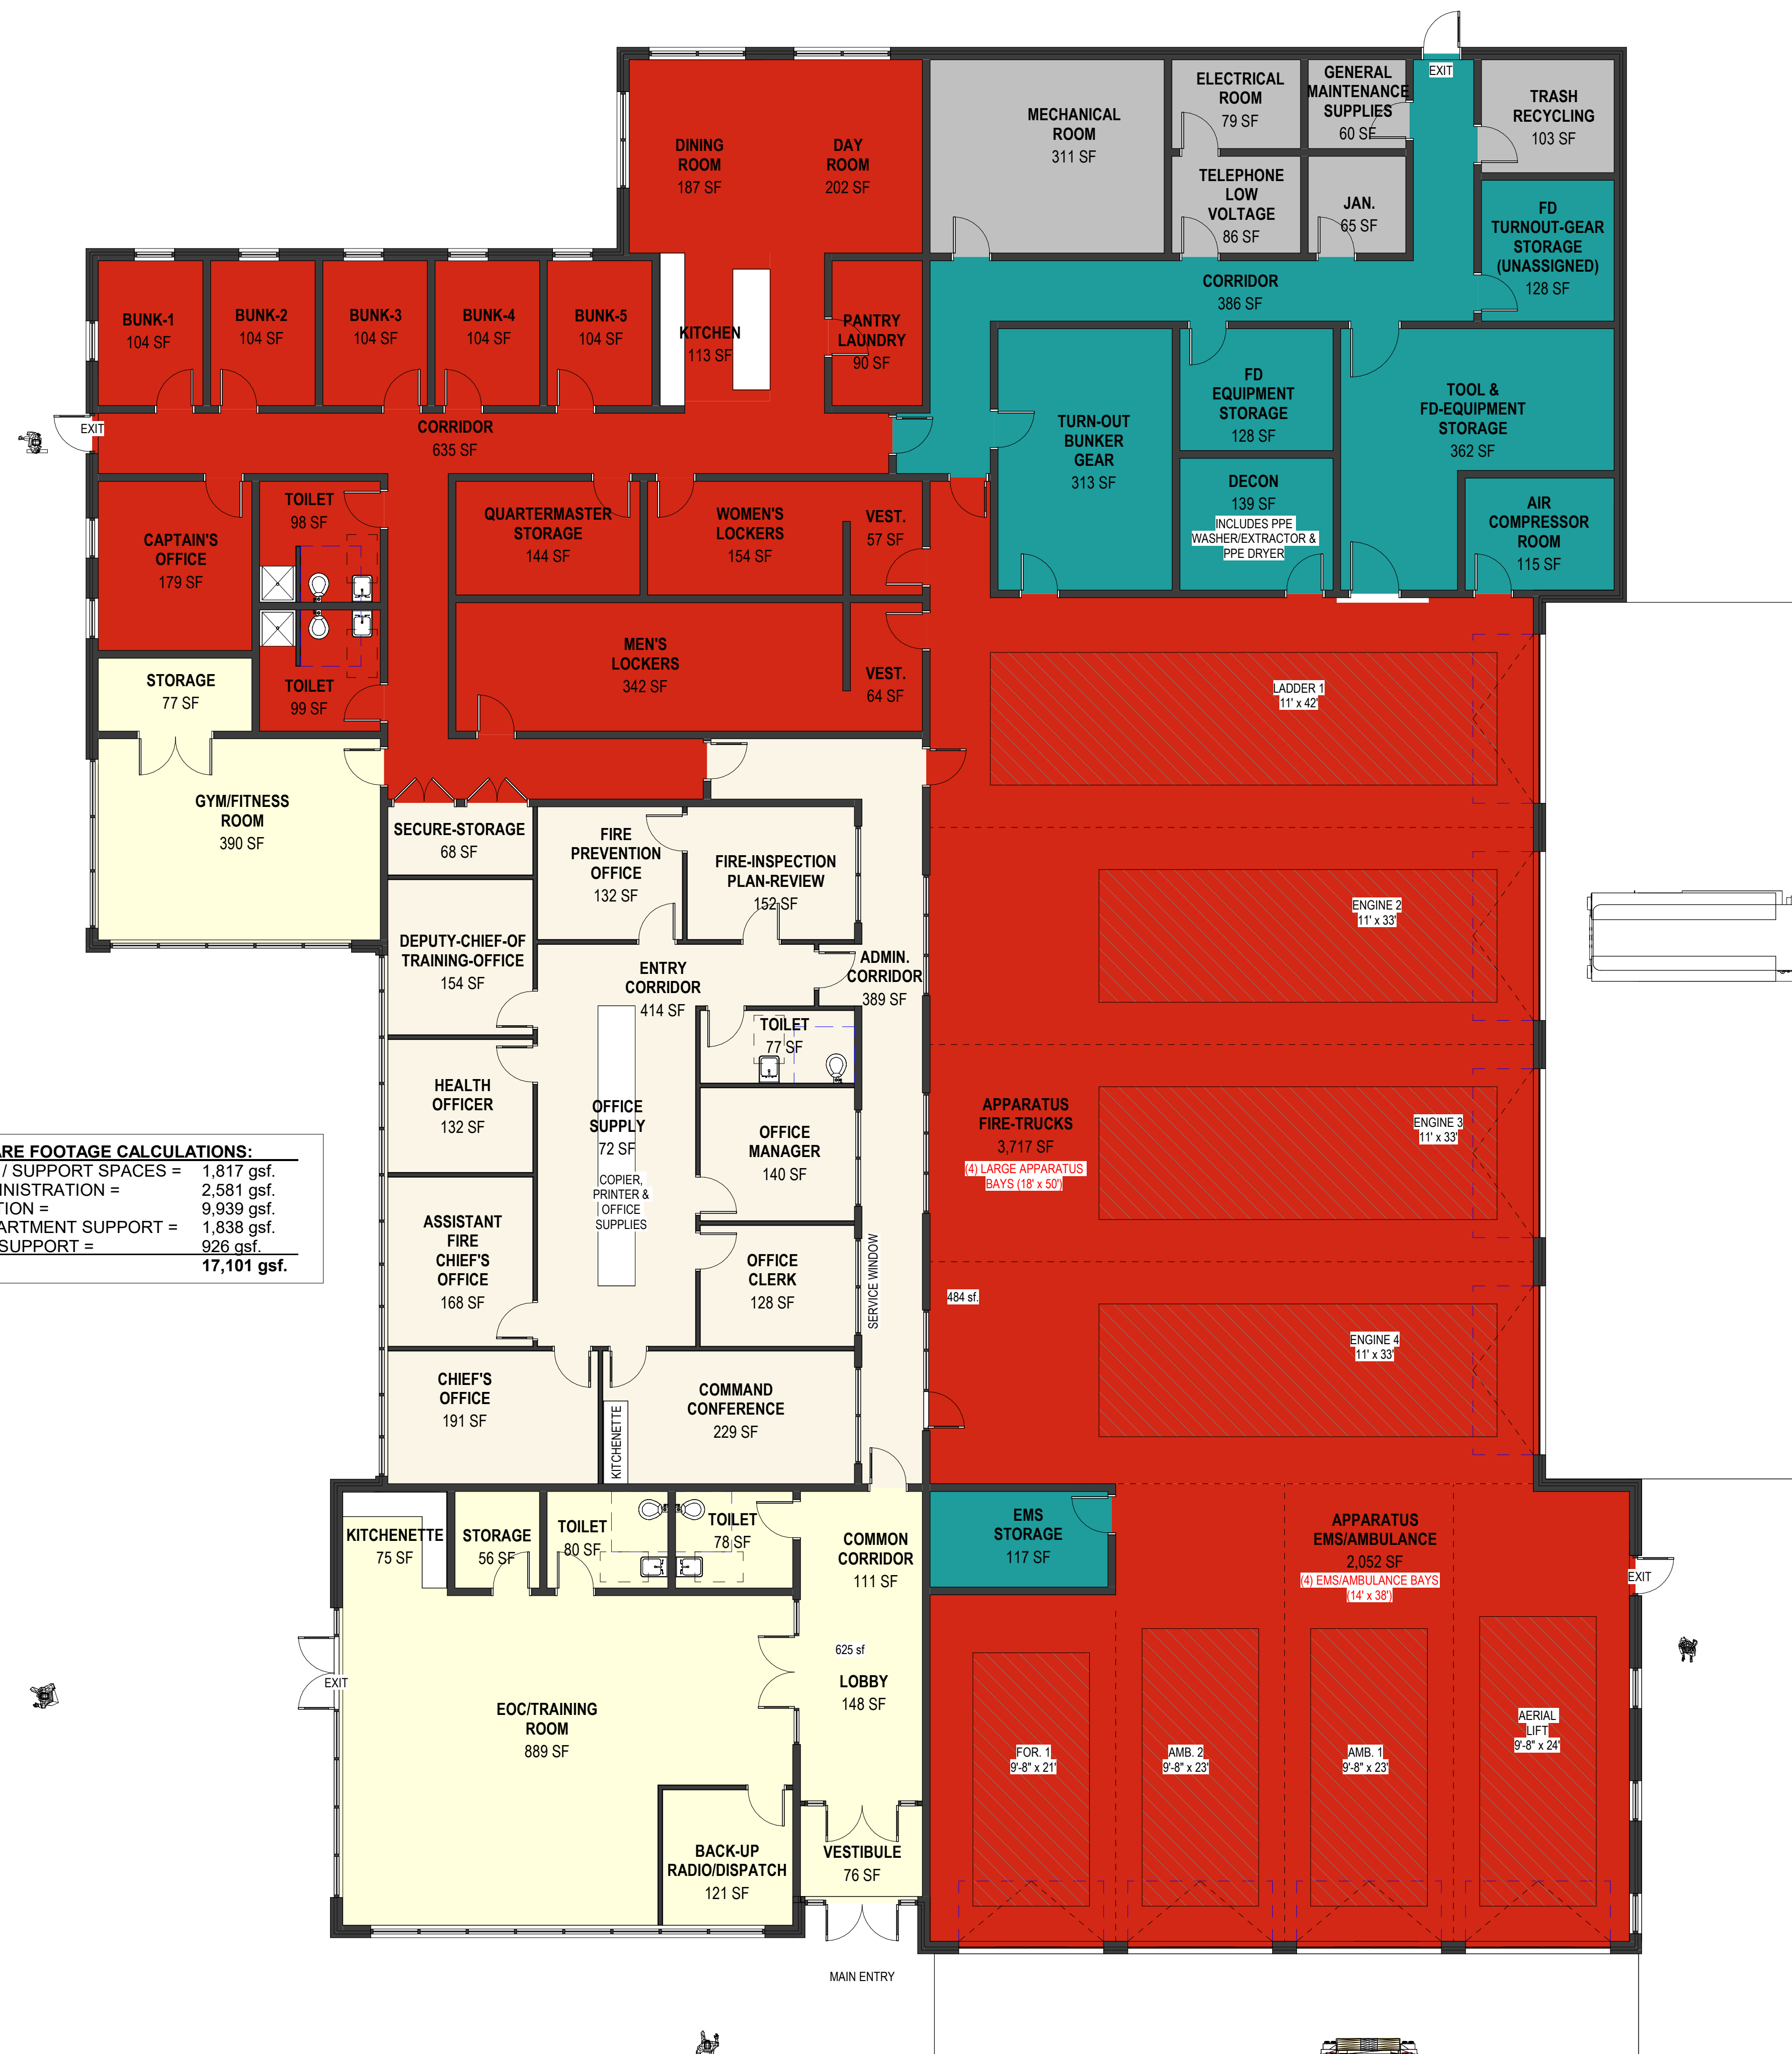 EXIT
DINING
ROOM
187 SF
DAY
ROOM
202 SF
MECHANICAL
ROOM
311 SF
ELECTRICAL
ROOM
79 SF
GENERAL
MAINTENANCE
SUPPLIES
60 SF
TRASH
RECYCLING
103 SF
TELEPHONE
LOW
VOLTAGE
86 SF
JAN.
65 SF
FD
TURNOUT-GEAR
STORAGE
(UNASSIGNED)
128 SF
BUNK-1
104 SF
BUNK-2
104 SF
BUNK-3
104 SF
BUNK-4
104 SF
BUNK-5
104 SF
KITCHEN
113 SF
PANTRY
LAUNDRY
90 SF
CORRIDOR
386 SF
EXIT
CORRIDOR
635 SF
TURN-OUT
BUNKER
GEAR
313 SF
FD
EQUIPMENT
STORAGE
128 SF
TOOL &
FD-EQUIPMENT
STORAGE
362 SF
DECON
139 SF
INCLUDES PPE
WASHER/EXTRACTOR &
PPE DRYER
AIR
COMPRESSOR
ROOM
115 SF
CAPTAIN'S
OFFICE
179 SF
TOILET
98 SF
QUARTERMASTER
STORAGE
144 SF
WOMEN'S
LOCKERS
154 SF
VEST.
57 SF
STORAGE
77 SF
TOILET
99 SF
MEN'S
LOCKERS
342 SF
VEST.
64 SF
LADDER 1
11' x 42'
GYM/FITNESS
ROOM
390 SF
SECURE-STORAGE
68 SF
FIRE
PREVENTION
OFFICE
132 SF
FIRE-INSPECTION
PLAN-REVIEW
152 SF
ENGINE 2
11' x 33'
DEPUTY-CHIEF-OF
TRAINING-OFFICE
154 SF
ENTRY
CORRIDOR
414 SF
ADMIN.
CORRIDOR
389 SF
TOILET
77 SF
HEALTH
OFFICER
132 SF
OFFICE
SUPPLY
72 SF
COPIER,
PRINTER &
OFFICE
SUPPLIES
OFFICE
MANAGER
140 SF
APPARATUS
FIRE-TRUCKS
3,717 SF
(4) LARGE APPARATUS
BAYS (18' x 50')
ENGINE 3
11' x 33'
ARE FOOTAGE CALCULATIONS:
/ SUPPORT SPACES = 1,817 gsf.
INISTRATION = 2,581 gsf.
TION = 9,939 gsf.
ARTMENT SUPPORT = 1,838 gsf.
SUPPORT = 926 gsf.
17,101 gsf.
ASSISTANT
FIRE
CHIEF'S
OFFICE
168 SF
OFFICE
CLERK
128 SF
SERVICE WINDOW
484 sf.
ENGINE 4
11' x 33'
CHIEF'S
OFFICE
191 SF
KITCHENETTE
COMMAND
CONFERENCE
229 SF
KITCHENETTE
75 SF
STORAGE
56 SF
TOILET
80 SF
TOILET
78 SF
COMMON
CORRIDOR
111 SF
EMS
STORAGE
117 SF
APPARATUS
EMS/AMBULANCE
2,052 SF
(4) EMS/AMBULANCE BAYS
(14' x 38')
EXIT
EXIT
EOC/TRAINING
ROOM
889 SF
625 sf
LOBBY
148 SF
FOR. 1
9'-8" x 21'
AMB. 2
9'-8" x 23'
AMB. 1
9'-8" x 23'
AERIAL
LIFT
9'-8" x 24'
BACK-UP
RADIO/DISPATCH
121 SF
VESTIBULE
76 SF
MAIN ENTRY